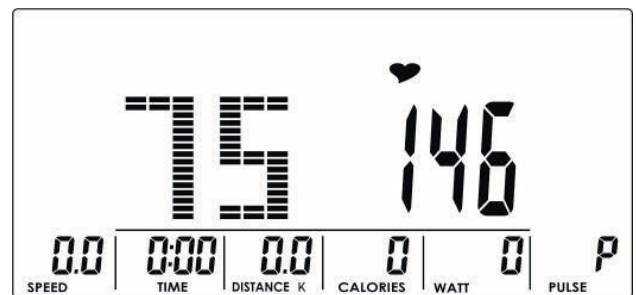 75 146
0.0 0:00 0.0 0 0 P
SPEED TIME DISTANCE K CALORIES WATT PULSE